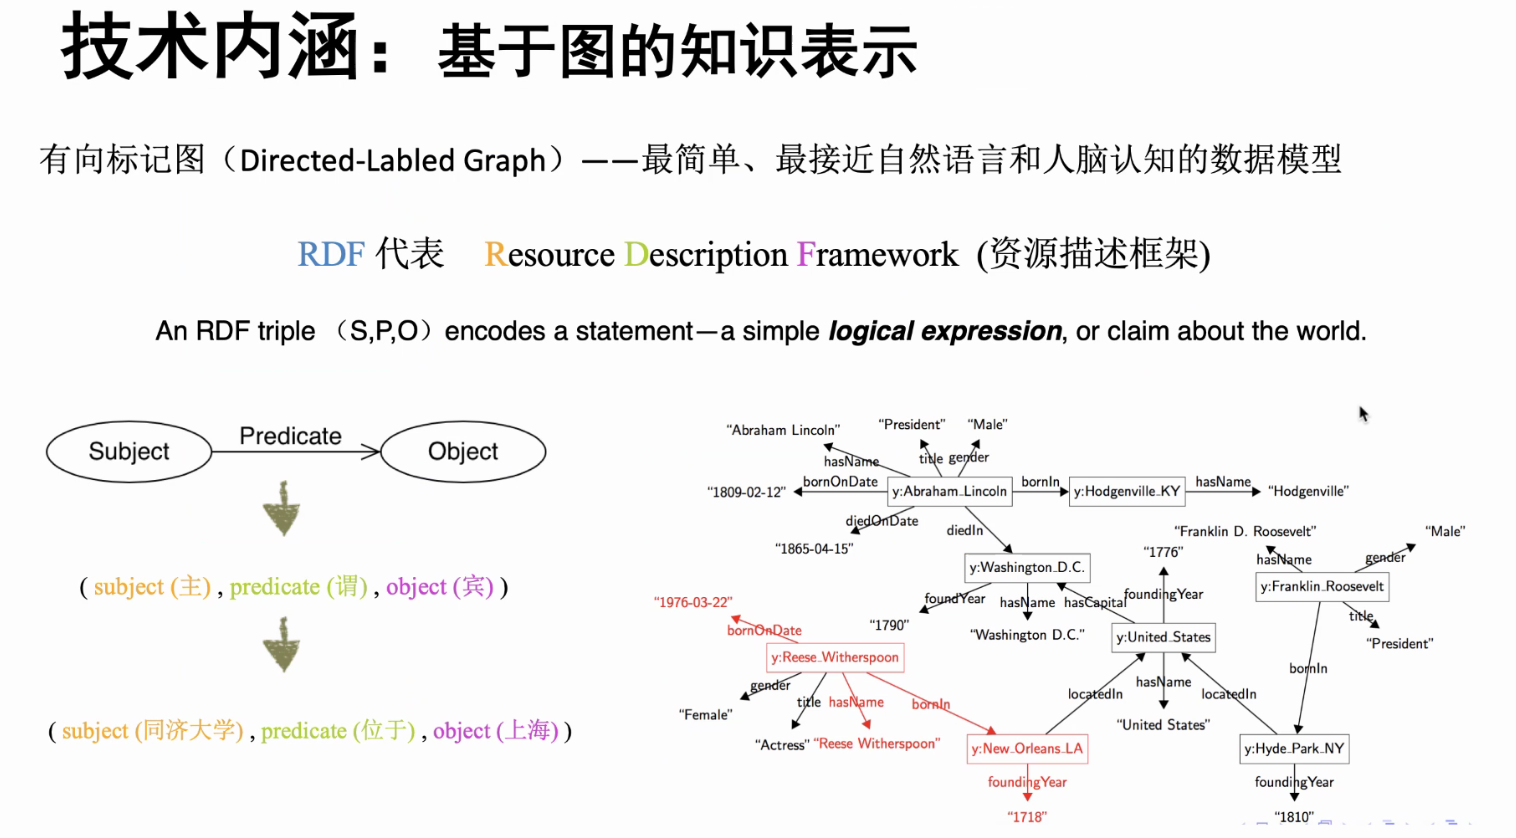 技术内涵：基于图的知识表示
有向标记图（Directed-Labled Graph）——最简单、最接近自然语言和人脑认知的数据模型
RDF 代表 Resource Description Framework (资源描述框架)
An RDF triple （S,P,O）encodes a statement—a simple logical expression, or claim about the world.
Subject
Predicate
Object
( subject (主) , predicate (谓) , object (宾) )
( subject (同济大学) , predicate (位于) , object (上海) )
“Abraham Lincoln”
“President”
“Male”
hasName
title
gender
“1809-02-12”
bornOnDate
y:Abraham_Lincoln
bornIn
y:Hodgenville_KY
hasName
“Hodgenville”
diedOnDate
diedIn
“1865-04-15”
“Franklin D. Roosevelt”
“Male”
“1776”
hasName
gender
y:Washington_D.C.
y:Franklin_Roosevelt
foundYear
hasName
hasCapital
foundingYear
“1976-03-22”
“1790”
title
bornOnDate
“Washington D.C.”
y:United_States
“President”
y:Reese_Witherspoon
bornIn
gender
title
hasName
bornIn
locatedIn
hasName
locatedIn
“Female”
“United States”
“Actress”
“Reese Witherspoon”
y:New_Orleans_LA
y:Hyde_Park_NY
foundingYear
foundingYear
“1718”
“1810”